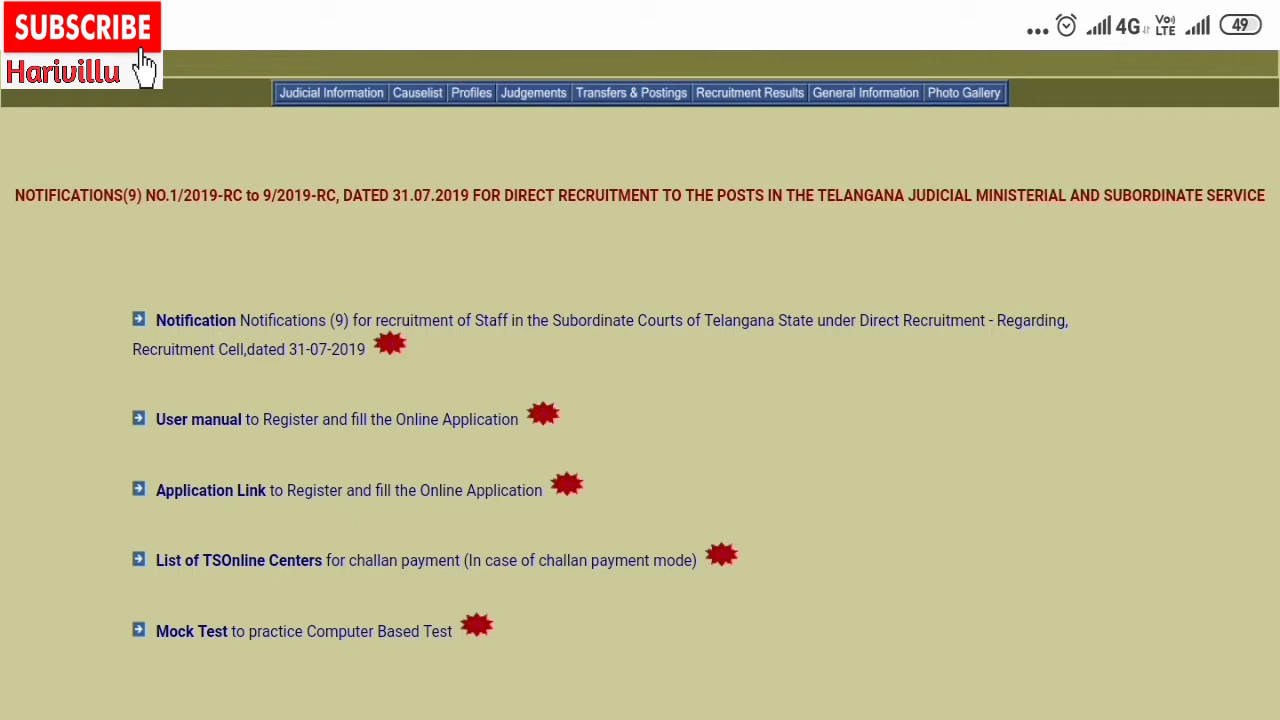 SUBSCRIBE
Harivillu
4G
Vo)
LTE
49
Judicial Information Causelist Profiles Judgements Transfers & Postings Recruitment Results General Information Photo Gallery
NOTIFICATIONS(9) NO.1/2019-RC to 9/2019-RC, DATED 31.07.2019 FOR DIRECT RECRUITMENT TO THE POSTS IN THE TELANGANA JUDICIAL MINISTERIAL AND SUBORDINATE SERVICE
Notification Notifications (9) for recruitment of Staff in the Subordinate Courts of Telangana State under Direct Recruitment - Regarding,
Recruitment Cell,dated 31-07-2019
User manual to Register and fill the Online Application
Application Link to Register and fill the Online Application
List of TSOnline Centers for challan payment (In case of challan payment mode)
Mock Test to practice Computer Based Test